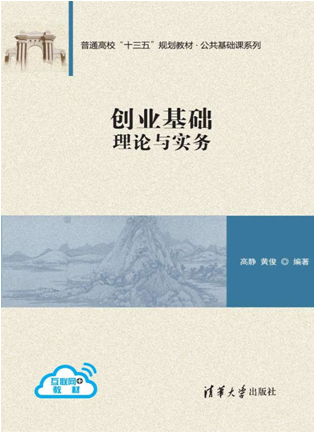 普通高校“十三五”规划教材·公共基础课系列
创业基础
理论与实务
高静 黄俊 ◎ 编著
互联网+
教材
清华大学出版社